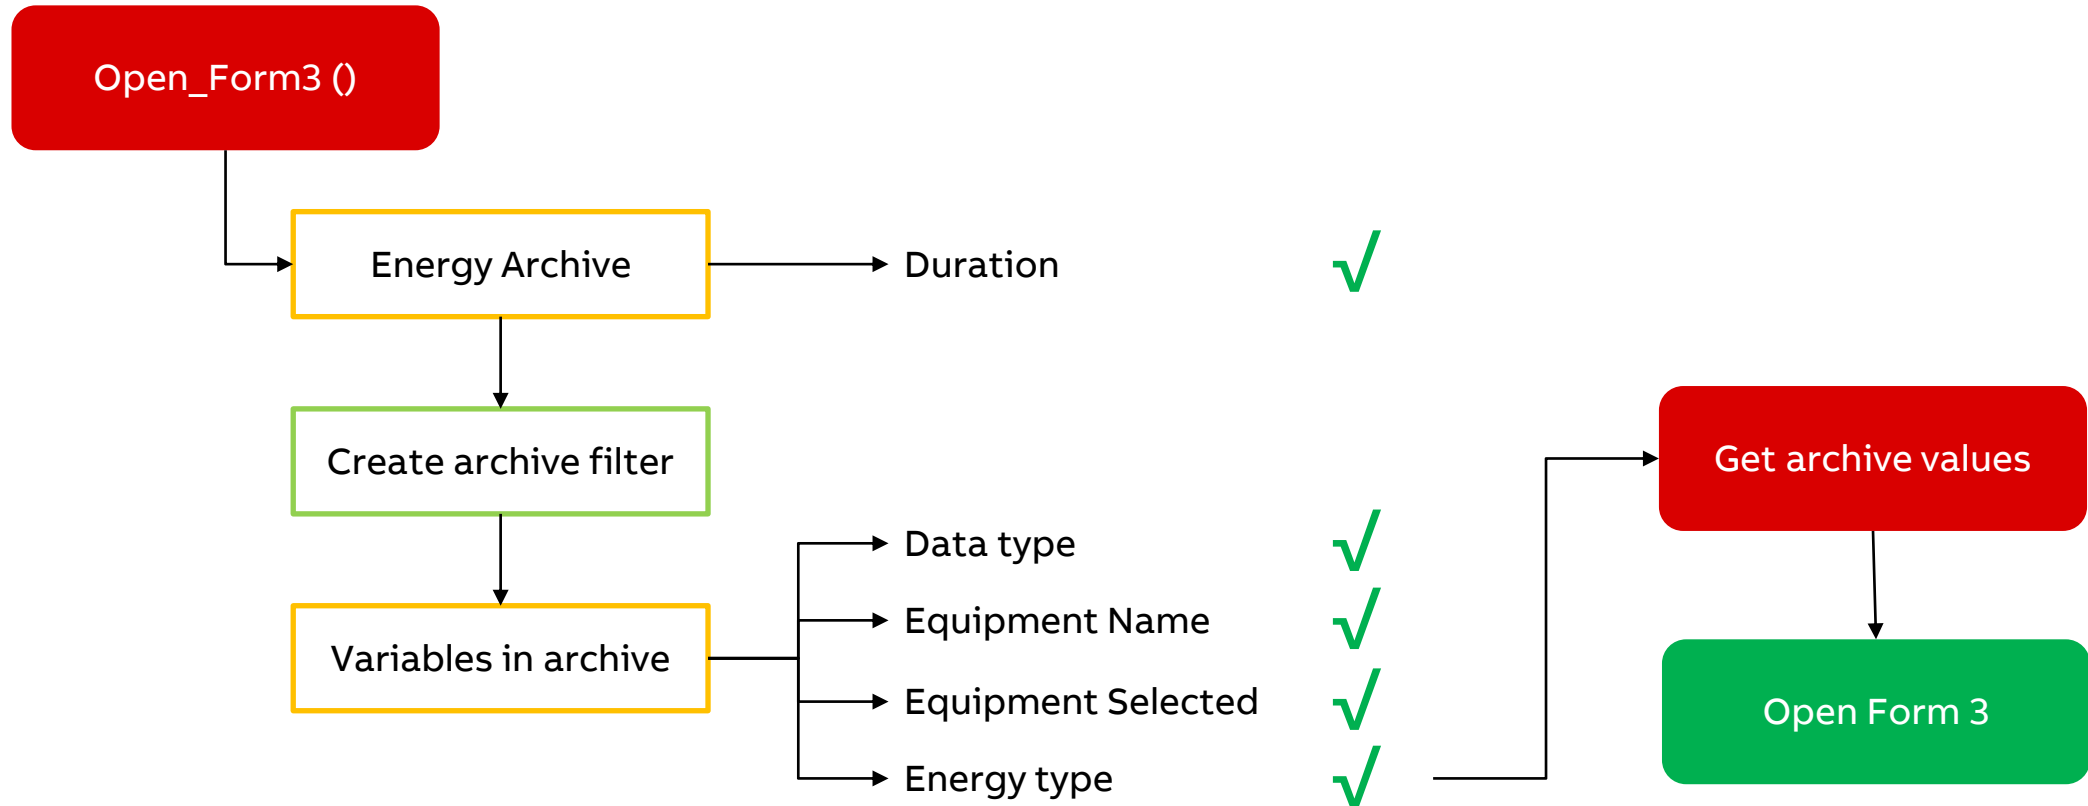 Open_Form3 ()
Energy Archive
Duration
√
Create archive filter
Get archive values
Data type
√
Equipment Name
√
Variables in archive
Equipment Selected
√
Open Form 3
Energy type
√